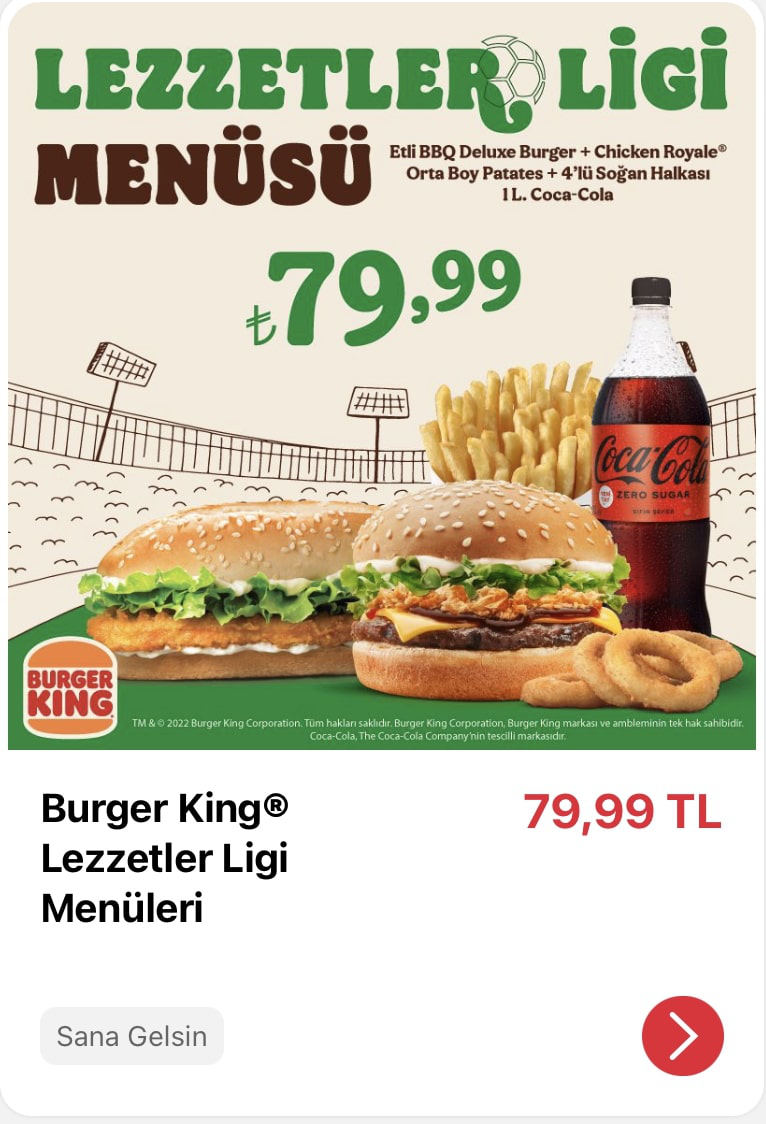 LEZZETLER LİGİ
MENÜSÜ
Etli BBQ Deluxe Burger + Chicken Royale®
Orta Boy Patates + 4'lü Soğan Halkası
1 L. Coca-Cola
₺79,99
Coca-Cola
ZERO SUGAR
BURGER
KING®
TM & © 2022 Burger King Corporation. Tüm hakları saklıdır. Burger King Corporation, Burger King markası ve ambleminin tek hak sahibidir.
Coca-Cola, The Coca-Cola Company'nin tescilli markasıdır.
Burger King®
Lezzetler Ligi
Menüleri
79,99 TL
Sana Gelsin